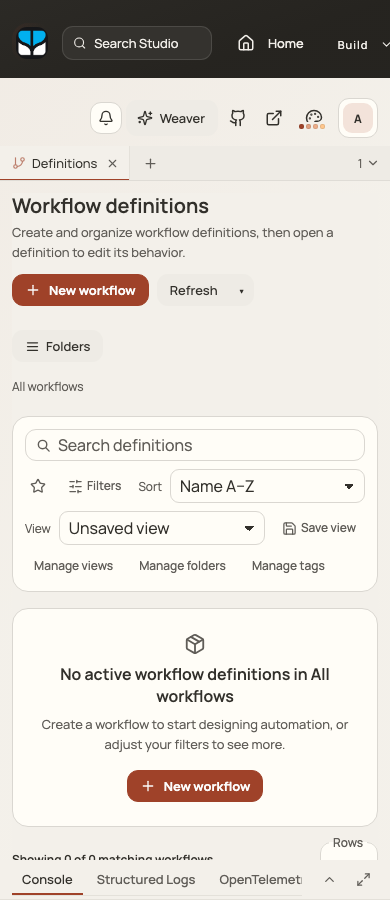 Search Studio
Home
Build
Weaver
A
Definitions
1
Workflow definitions
Create and organize workflow definitions, then open a
definition to edit its behavior.
New workflow
Refresh
Folders
All workflows
Search definitions
Filters
Sort
Name A–Z
View
Unsaved view
Save view
Manage views
Manage folders
Manage tags
No active workflow definitions in All
workflows
Create a workflow to start designing automation, or
adjust your filters to see more.
New workflow
Rows
Showing 0 of 0 matching workflows
Console
Structured Logs
OpenTelemet